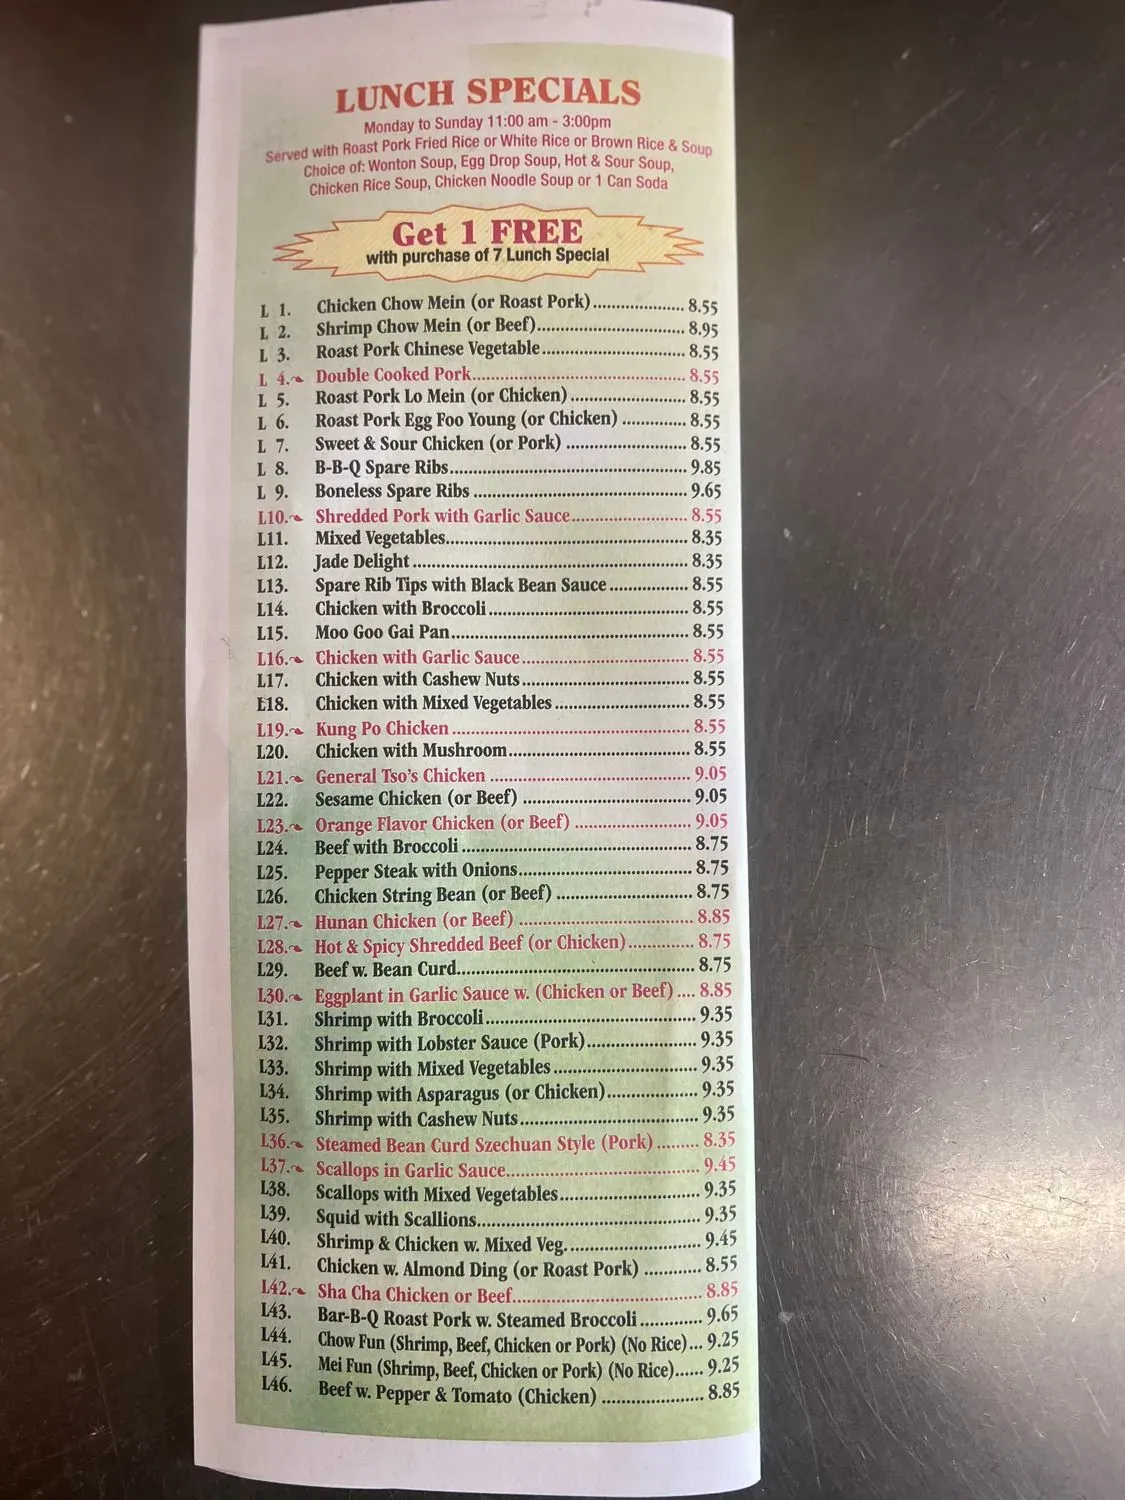 LUNCH SPECIALS
Monday to Sunday 11:00 am - 3:00pm
Served with Roast Pork Fried Rice or White Rice or Brown Rice & Soup
Choice of: Wonton Soup, Egg Drop Soup, Hot & Sour Soup,
Chicken Rice Soup, Chicken Noodle Soup or 1 Can Soda
Get 1 FREE
with purchase of 7 Lunch Special
L 1. Chicken Chow Mein (or Roast Pork)..................... 8.55
L 2. Shrimp Chow Mein (or Beef)................................. 8.95
L 3. Roast Pork Chinese Vegetable................................ 8.55
L 4. Double Cooked Pork............................................... 8.55
L 5. Roast Pork Lo Mein (or Chicken).......................... 8.55
L 6. Roast Pork Egg Foo Young (or Chicken) .............. 8.55
L 7. Sweet & Sour Chicken (or Pork) ........................... 8.55
L 8. B-B-Q Spare Ribs..................................................... 9.85
L 9. Boneless Spare Ribs ................................................ 9.65
L10. Shredded Pork with Garlic Sauce.......................... 8.55
L11. Mixed Vegetables...................................................... 8.35
L12. Jade Delight ............................................................. 8.35
L13. Spare Rib Tips with Black Bean Sauce ................. 8.55
L14. Chicken with Broccoli............................................. 8.55
L15. Moo Goo Gai Pan..................................................... 8.55
L16. Chicken with Garlic Sauce..................................... 8.55
L17. Chicken with Cashew Nuts..................................... 8.55
L18. Chicken with Mixed Vegetables .............................. 8.55
L19. Kung Po Chicken ..................................................... 8.55
L20. Chicken with Mushroom......................................... 8.55
L21. General Tso's Chicken ............................................ 9.05
L22. Sesame Chicken (or Beef) ..................................... 9.05
L23. Orange Flavor Chicken (or Beef) .......................... 9.05
L24. Beef with Broccoli ................................................... 8.75
L25. Pepper Steak with Onions....................................... 8.75
L26. Chicken String Bean (or Beef) .............................. 8.75
L27. Hunan Chicken (or Beef) ....................................... 8.85
L28. Hot & Spicy Shredded Beef (or Chicken).............. 8.75
L29. Beef w. Bean Curd.................................................... 8.75
L30. Eggplant in Garlic Sauce w. (Chicken or Beef) .... 8.85
L31. Shrimp with Broccoli............................................... 9.35
L32. Shrimp with Lobster Sauce (Pork)........................ 9.35
L33. Shrimp with Mixed Vegetables ................................ 9.35
L34. Shrimp with Asparagus (or Chicken).................... 9.35
L35. Shrimp with Cashew Nuts....................................... 9.35
L36. Steamed Bean Curd Szechuan Style (Pork) ......... 8.35
L37. Scallops in Garlic Sauce.......................................... 9.45
L38. Scallops with Mixed Vegetables............................... 9.35
L39. Squid with Scallions................................................. 9.35
L40. Shrimp & Chicken w. Mixed Veg............................. 9.45
L41. Chicken w. Almond Ding (or Roast Pork) ............ 8.55
L42. Sha Cha Chicken or Beef.......................................... 8.85
L43. Bar-B-Q Roast Pork w. Steamed Broccoli ............. 9.65
L44. Chow Fun (Shrimp, Beef, Chicken or Pork) (No Rice)... 9.25
L45. Mei Fun (Shrimp, Beef, Chicken or Pork) (No Rice)...... 9.25
L46. Beef w. Pepper & Tomato (Chicken) ..................... 8.85